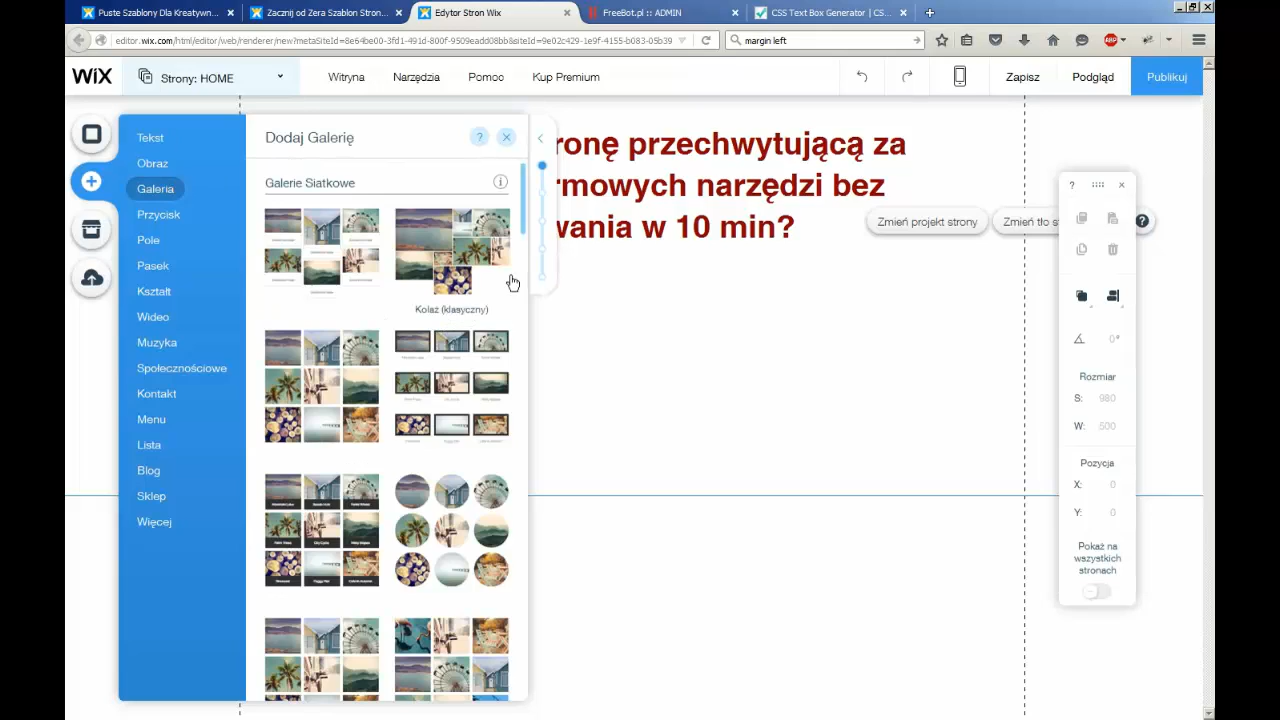 Puste Szablony Dla Kreatywn...
Zacznij od Zera Szablon Stron...
Edytor Stron Wix
FreeBot.pl :: ADMIN
CSS Text Box Generator | CS...
editor.wix.com/html/editor/web/renderer/new?metaSiteId=8e64be00-3fd1-491d-800f-9509eadd08bb&siteId=9e02c429-1e9f-4155-b083-05b39
margin left
WiX
Strony: HOME
Witryna
Narzędzia
Pomoc
Kup Premium
Zapisz
Podgląd
Publikuj
Tekst
Obraz
Galeria
Przycisk
Pole
Pasek
Kształt
Wideo
Muzyka
Społecznościowe
Kontakt
Menu
Lista
Blog
Sklep
Więcej
Dodaj Galerię
?
Galerie Siatkowe
Kolaż (klasyczny)
ronę przechwytującą za
rmowych narzędzi bez
wania w 10 min?
Zmień projekt strony
Zmień tło s
?
?
0°
Rozmiar
S: 980
W: 500
Pozycja
X: 0
Y: 0
Pokaż na
wszystkich
stronach